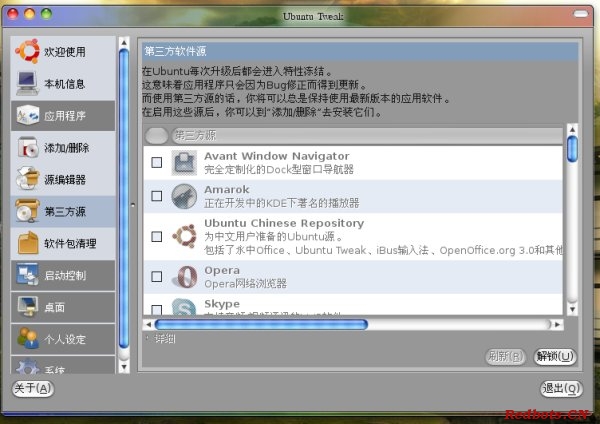 Ubuntu Tweak
欢迎使用
本机信息
应用程序
添加/删除
源编辑器
第三方源
软件包清理
启动控制
桌面
个人设定
系统
第三方软件源
在Ubuntu每次升级后都会进入特性冻结。
这意味着应用程序只会因为Bug修正而得到更新。
而使用第三方源的话，你将可以总是保持使用最新版本的应用软件。
在启用这些源后，你可以到“添加/删除”去安装它们。
第三方源
Avant Window Navigator
完全定制化的Dock型窗口导航器
Amarok
正在开发中的KDE下著名的播放器
Ubuntu Chinese Repository
为中文用户准备的Ubuntu源。
包括了永中Office、Ubuntu Tweak、iBus输入法、OpenOffice.org 3.0和其他
Opera
Opera网络浏览器
Skype
详细
刷新(R)
解锁(U)
关于(A)
退出(Q)
Redbots.CN